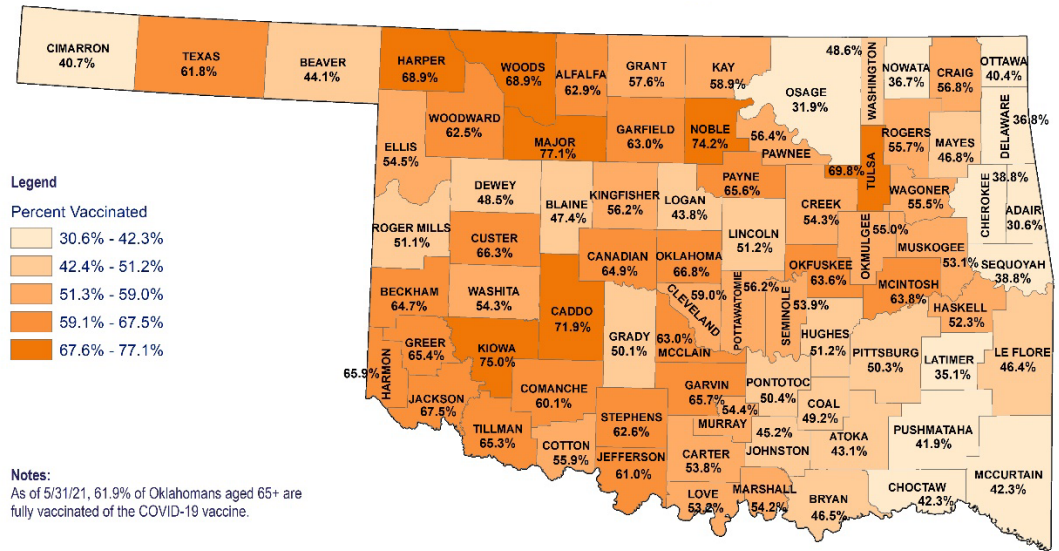 CIMARRON
40.7%
TEXAS
61.8%
BEAVER
44.1%
HARPER
68.9%
WOODS
68.9%
ALFALFA
62.9%
GRANT
57.6%
KAY
58.9%
OSAGE
31.9%
48.6%
WASHINGTON
NOWATA
36.7%
CRAIG
56.8%
OTTAWA
40.4%
DELAWARE
36.8%
WOODWARD
62.5%
ELLIS
54.5%
MAJOR
77.1%
GARFIELD
63.0%
NOBLE
74.2%
56.4%
PAWNEE
69.8%
TULSA
ROGERS
55.7%
MAYES
46.8%
DEWEY
48.5%
BLAINE
47.4%
KINGFISHER
56.2%
LOGAN
43.8%
PAYNE
65.6%
CREEK
54.3%
WAGONER
55.5%
CHEROKEE
38.8%
ADAIR
30.6%
ROGER MILLS
51.1%
CUSTER
66.3%
CANADIAN
64.9%
OKLAHOMA
66.8%
LINCOLN
51.2%
OKFUSKEE
63.6%
OKMULGEE
55.0%
MUSKOGEE
53.1%
SEQUOYAH
38.8%
BECKHAM
64.7%
WASHITA
54.3%
CADDO
71.9%
GRADY
50.1%
CLEVELAND
59.0%
POTTAWATOMIE
56.2%
SEMINOLE
53.9%
HUGHES
51.2%
MCINTOSH
63.8%
HASKELL
52.3%
GREER
65.4%
KIOWA
75.0%
63.0%
MCCLAIN
PITTSBURG
50.3%
LATIMER
35.1%
LE FLORE
46.4%
65.9%
HARMON
JACKSON
67.5%
COMANCHE
60.1%
GARVIN
65.7%
PONTOTOC
50.4%
COAL
49.2%
TILLMAN
65.3%
COTTON
55.9%
STEPHENS
62.6%
54.4%
MURRAY
45.2%
JOHNSTON
ATOKA
43.1%
PUSHMATAHA
41.9%
JEFFERSON
61.0%
CARTER
53.8%
LOVE
53.2%
MARSHALL
54.2%
BRYAN
46.5%
CHOCTAW
42.3%
MCCURTAIN
42.3%
Legend
Percent Vaccinated
30.6% - 42.3%
42.4% - 51.2%
51.3% - 59.0%
59.1% - 67.5%
67.6% - 77.1%
Notes:
As of 5/31/21, 61.9% of Oklahomans aged 65+ are
fully vaccinated of the COVID-19 vaccine.